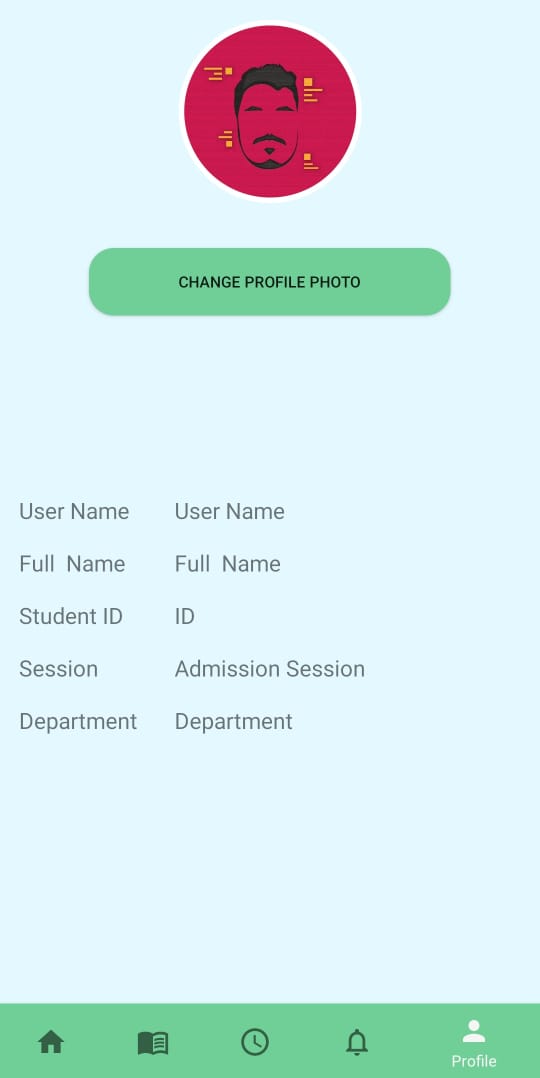 CHANGE PROFILE PHOTO
User Name User Name
Full  Name Full  Name
Student ID ID
Session Admission Session
Department Department
Profile